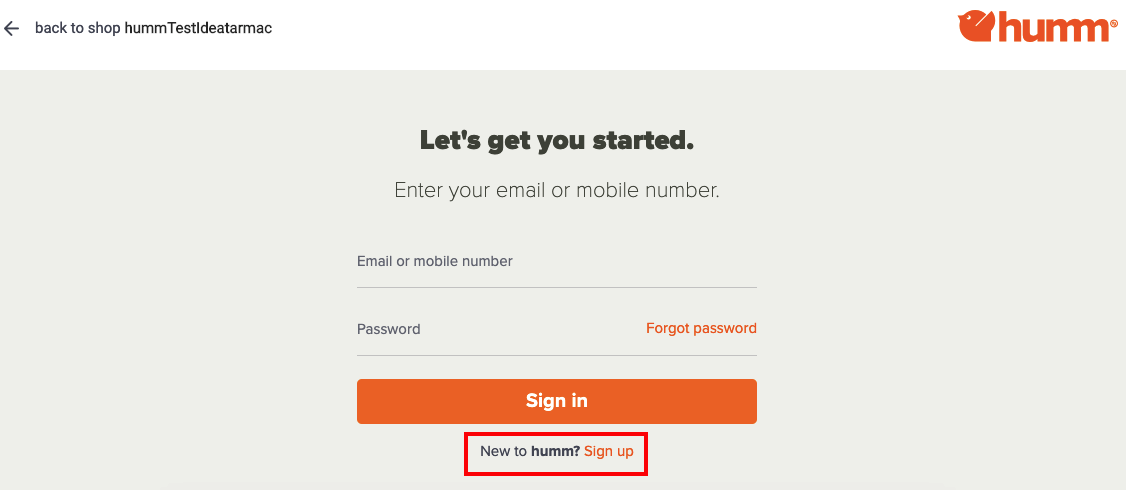 back to shop hummTestIdeatarmac
humm
Let's get you started.
Enter your email or mobile number.
Email or mobile number
Password
Forgot password
Sign in
New to humm? Sign up